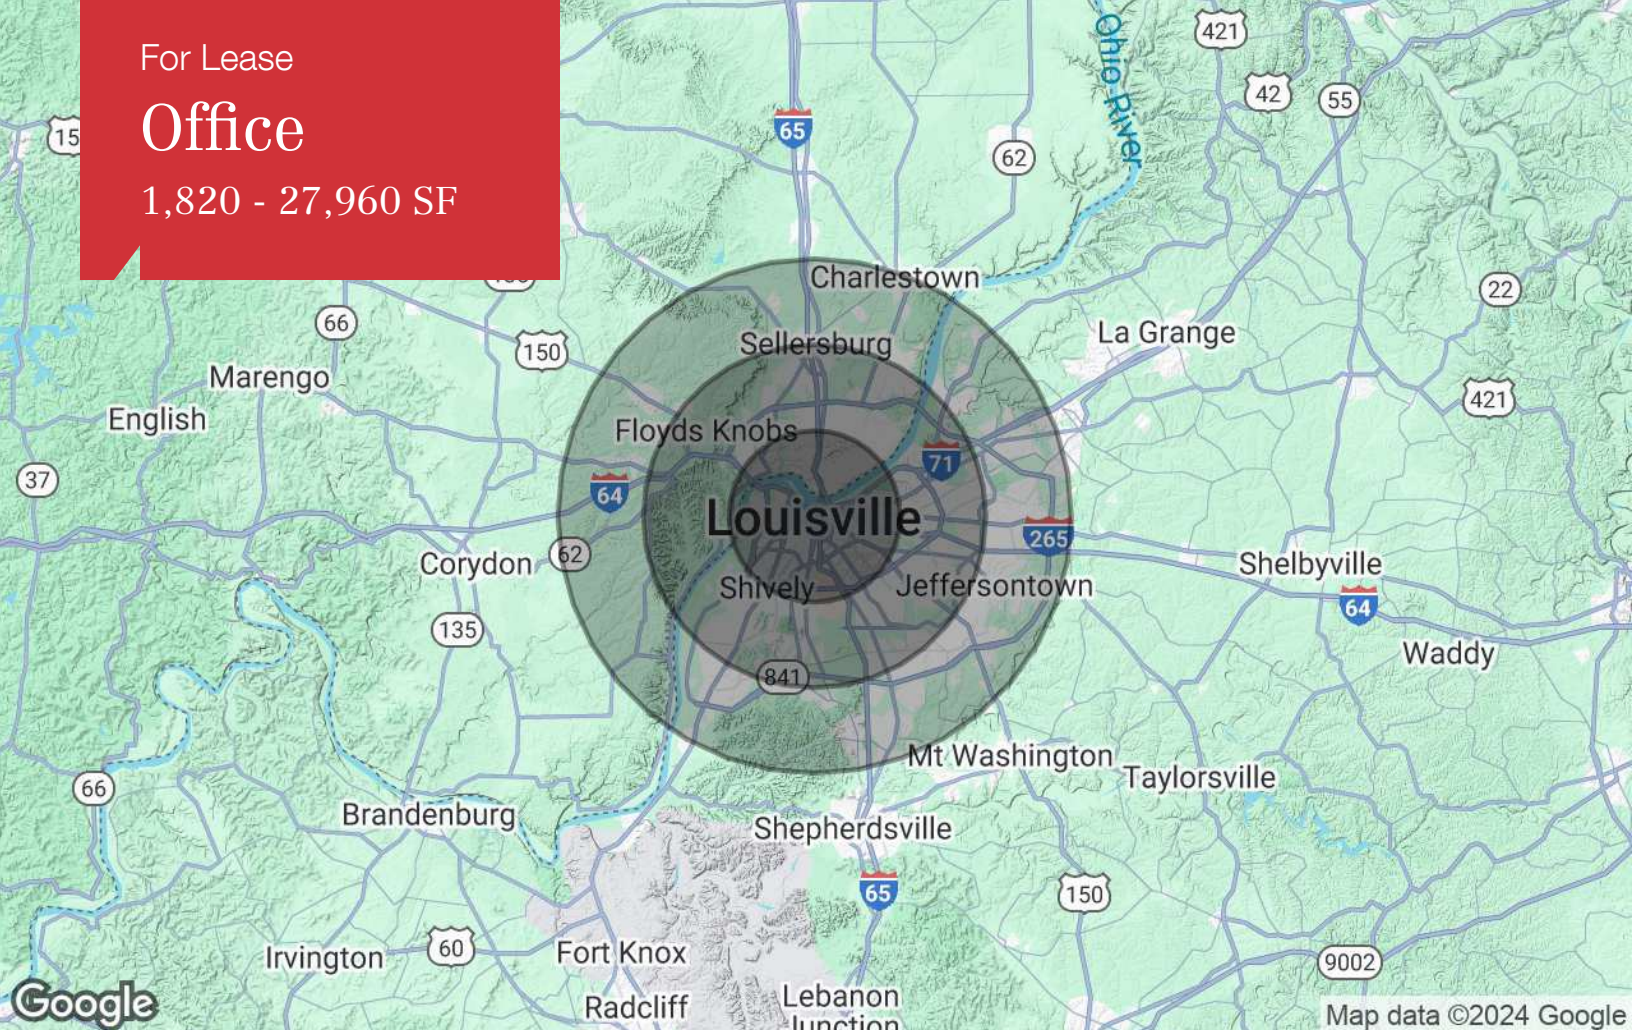 For Lease
Office
1,820 - 27,960 SF
Ohio River
421
42
55
15
65
62
Charlestown
22
66
La Grange
150
Sellersburg
Marengo
421
English
Floyds Knobs
71
37
64
Louisville
265
62
Corydon
Shelbyville
Shively
Jeffersontown
64
135
Waddy
841
Mt Washington
Taylorsville
66
Brandenburg
Shepherdsville
65
150
60
Irvington
Fort Knox
9002
Google
Radcliff
Lebanon
Junction
Map data ©2024 Google